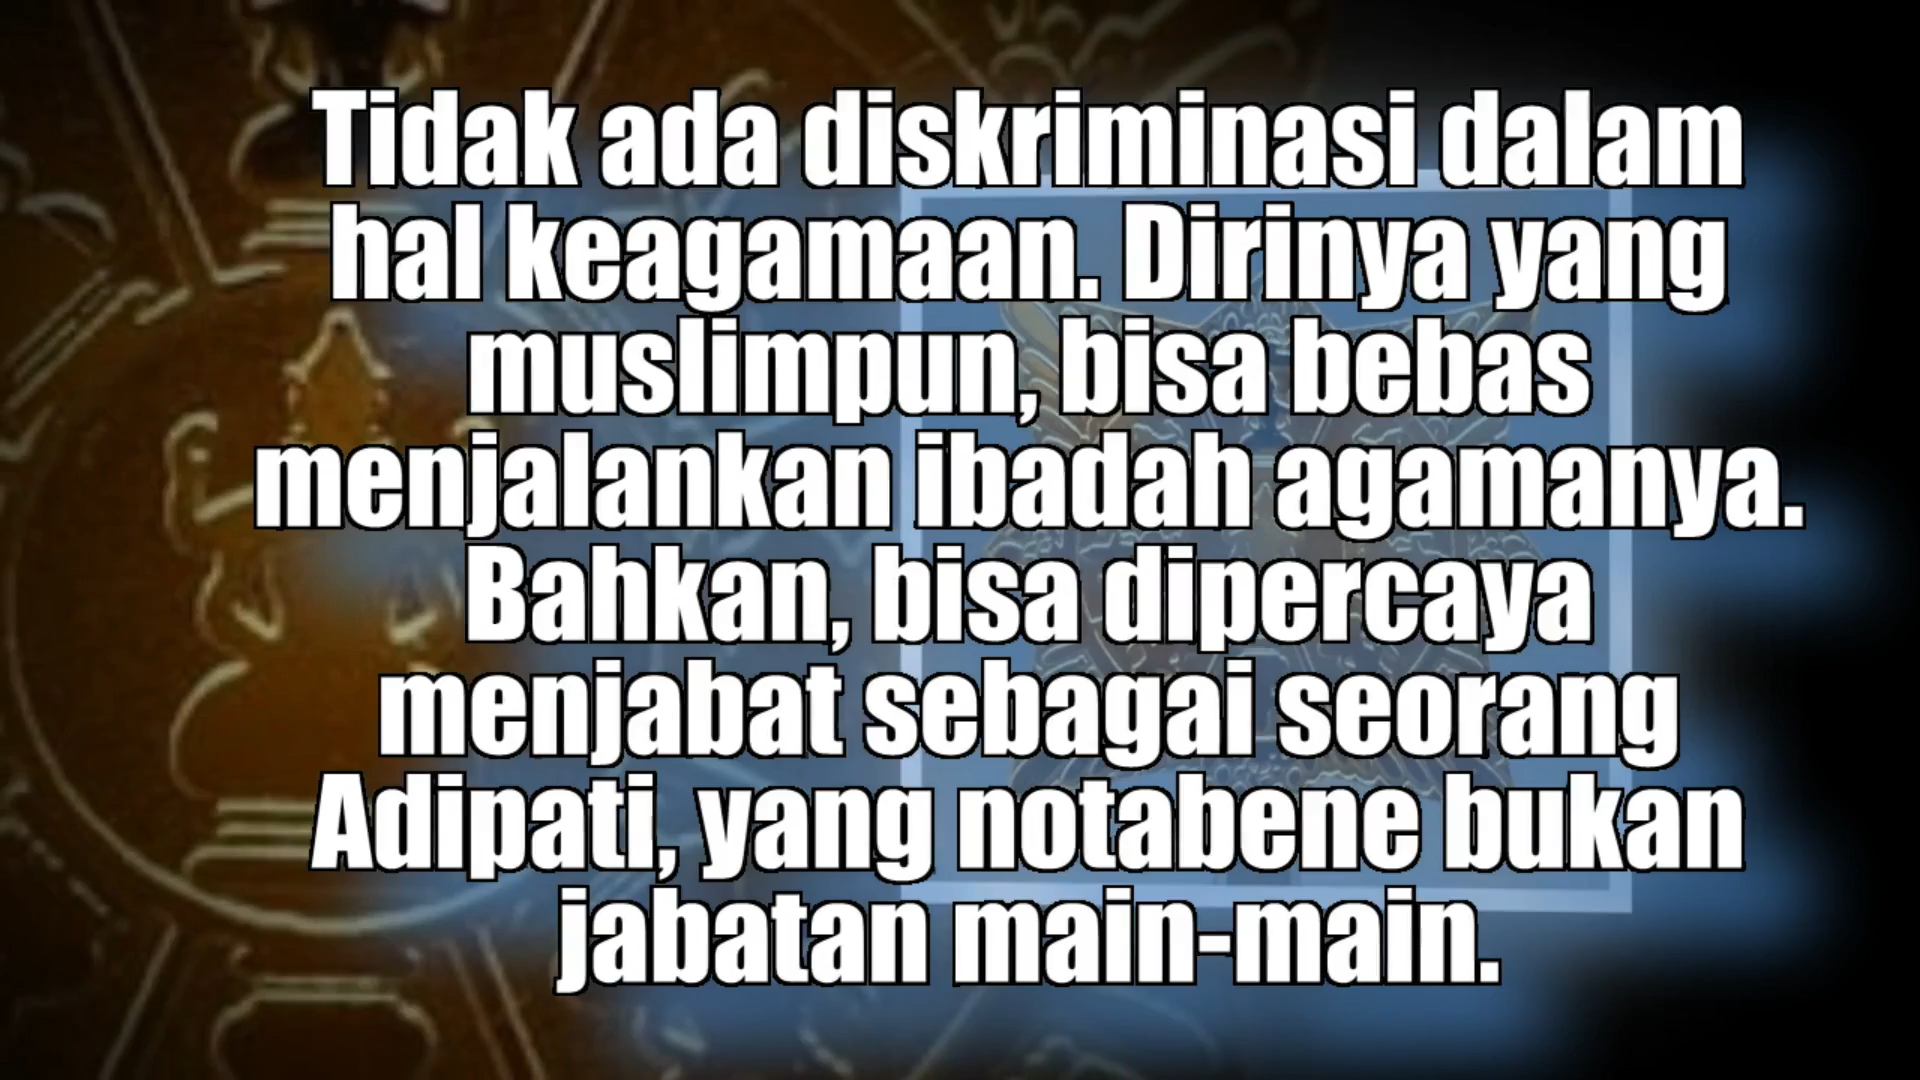 Tidak ada diskriminasi dalam
hal keagamaan. Dirinya yang
muslimpun, bisa bebas
menjalankan ibadah agamanya.
Bahkan, bisa dipercaya
menjabat sebagai seorang
Adipati, yang notabene bukan
jabatan main-main.